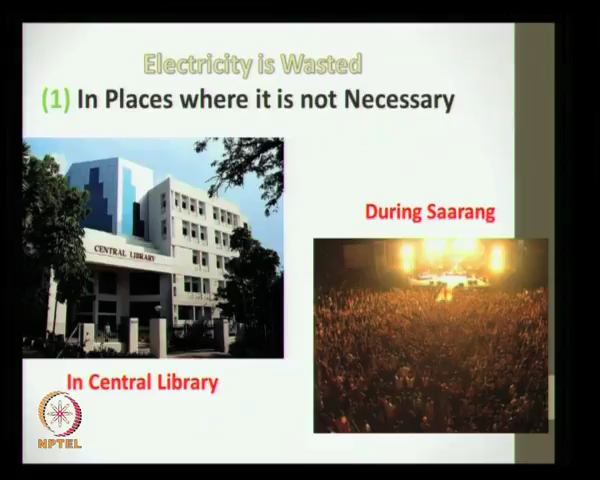 Electricity is Wasted
(1) In Places where it is not Necessary
During Saarang
CENTRAL LIBRARY
In Central Library
NPTEL